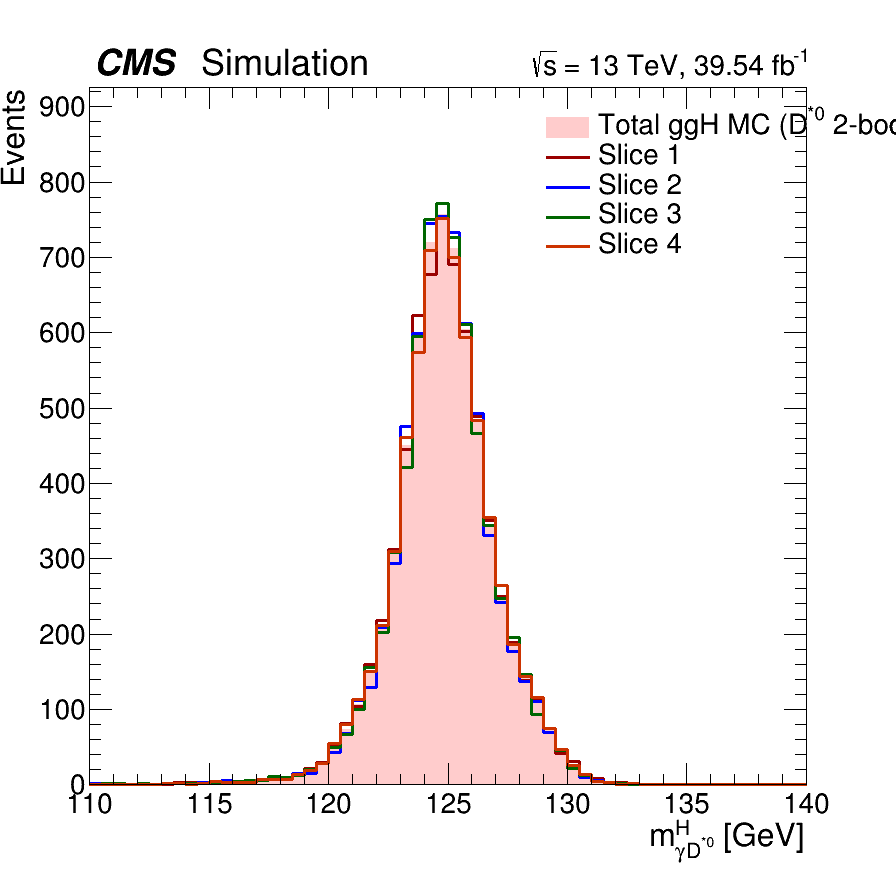 CMS Simulation √s = 13 TeV, 39.54 fb⁻¹
Events
900
800
700
600
500
400
300
200
100
0
Total ggH MC (D*⁰ 2-bod
Slice 1
Slice 2
Slice 3
Slice 4
110 115 120 125 130 135 140
m^H_γD*⁰ [GeV]